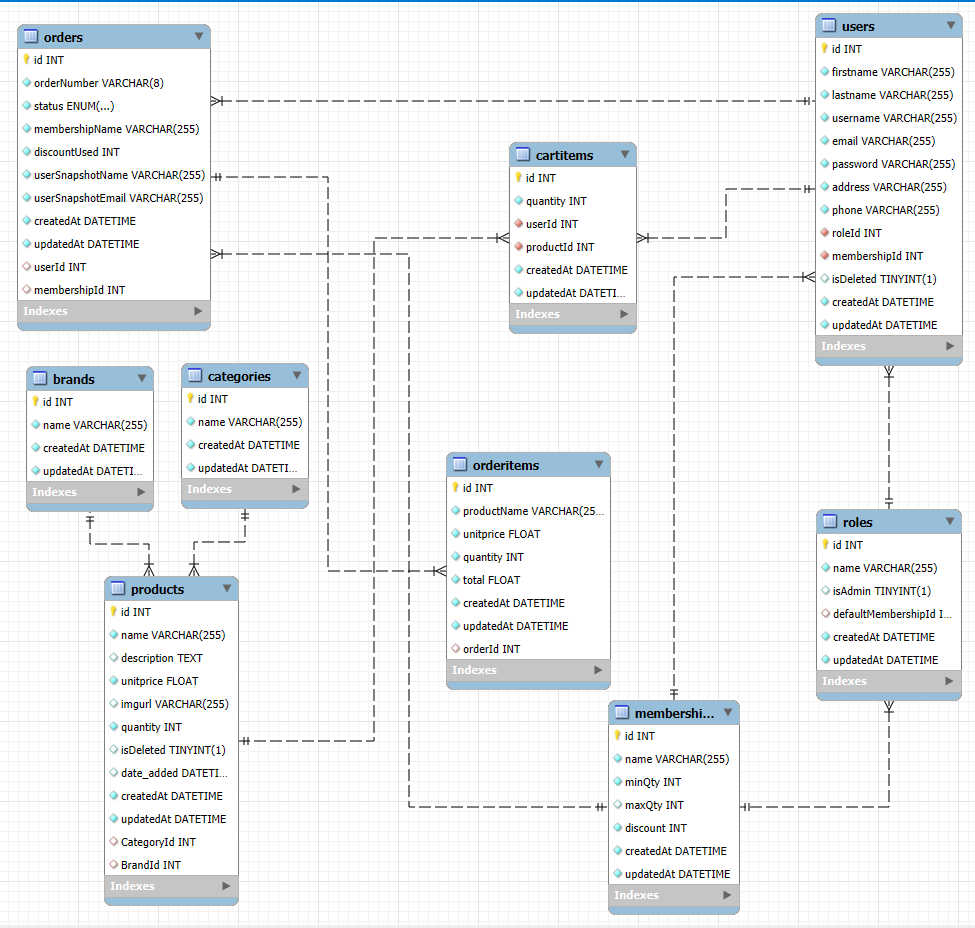 orders
id INT
orderNumber VARCHAR(8)
status ENUM(...)
membershipName VARCHAR(255)
discountUsed INT
userSnapshotName VARCHAR(255)
userSnapshotEmail VARCHAR(255)
createdAt DATETIME
updatedAt DATETIME
userId INT
membershipId INT
Indexes
users
id INT
firstname VARCHAR(255)
lastname VARCHAR(255)
username VARCHAR(255)
email VARCHAR(255)
password VARCHAR(255)
address VARCHAR(255)
phone VARCHAR(255)
roleId INT
membershipId INT
isDeleted TINYINT(1)
createdAt DATETIME
updatedAt DATETIME
Indexes
cartitems
id INT
quantity INT
userId INT
productId INT
createdAt DATETIME
updatedAt DATETI...
Indexes
brands
id INT
name VARCHAR(255)
createdAt DATETIME
updatedAt DATETI...
Indexes
categories
id INT
name VARCHAR(255)
createdAt DATETIME
updatedAt DATETI...
Indexes
orderitems
id INT
productName VARCHAR(25...
unitprice FLOAT
quantity INT
total FLOAT
createdAt DATETIME
updatedAt DATETIME
orderId INT
Indexes
roles
id INT
name VARCHAR(255)
isAdmin TINYINT(1)
defaultMembershipId I...
createdAt DATETIME
updatedAt DATETIME
Indexes
products
id INT
name VARCHAR(255)
description TEXT
unitprice FLOAT
imgurl VARCHAR(255)
quantity INT
isDeleted TINYINT(1)
date_added DATETI...
createdAt DATETIME
updatedAt DATETIME
CategoryId INT
BrandId INT
Indexes
membershi...
id INT
name VARCHAR(255)
minQty INT
maxQty INT
discount INT
createdAt DATETIME
updatedAt DATETIME
Indexes